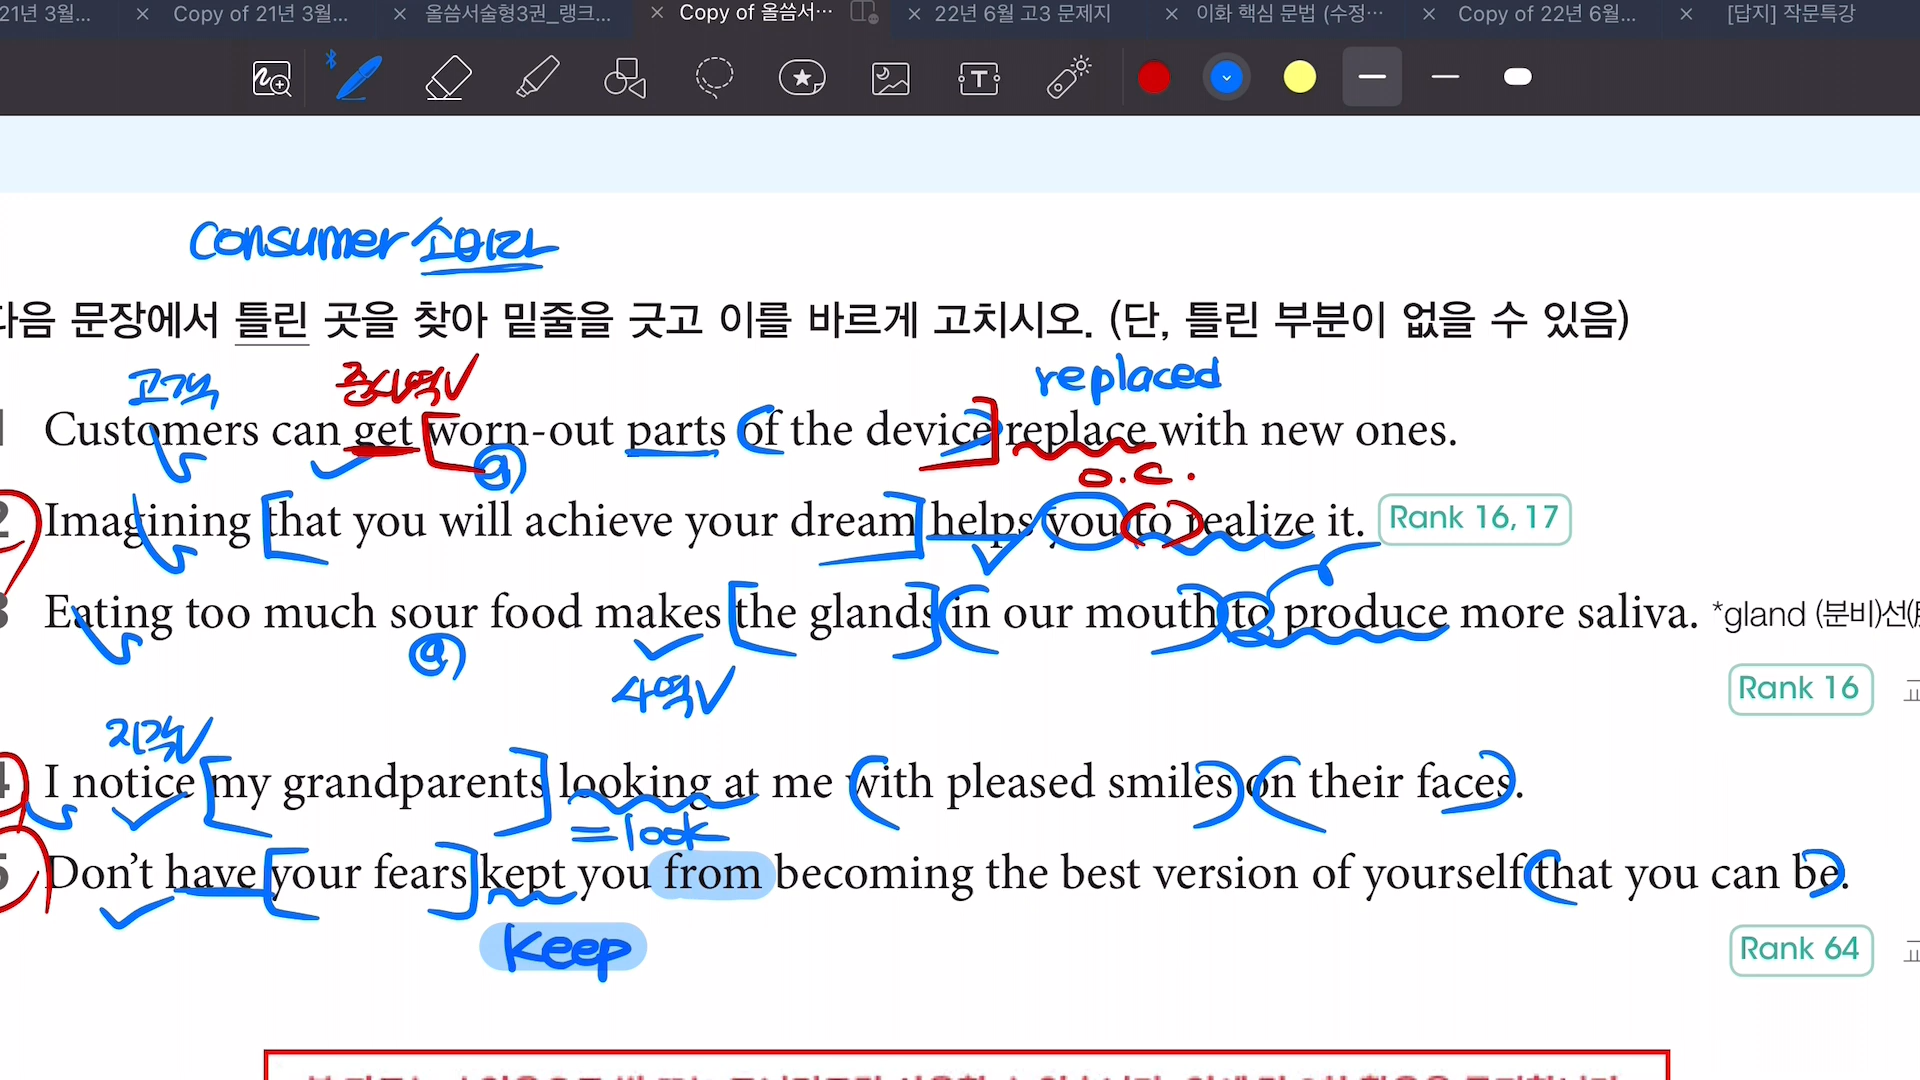 21년 3월... × Copy of 21년 3월... × 올씀서술형3권_랭크... × Copy of 올씀서··· × 22년 6월 고3 문제지 × 이화 핵심 문법 (수정··· × Copy of 22년 6월... × [답지] 작문특강
Consumer 소비자
다음 문장에서 틀린 곳을 찾아 밑줄을 긋고 이를 바르게 고치시오. (단, 틀린 부분이 없을 수 있음)
고객 준사역V replaced
1 Customers can get worn-out parts of the device replace with new ones.
a) O.C.
2 Imagining that you will achieve your dream helps you to realize it. Rank 16, 17
3 Eating too much sour food makes the glands in our mouth to produce more saliva. *gland (분비)선
a)
사역V Rank 16
지각V
4 I notice my grandparents looking at me with pleased smiles on their faces.
=look
5 Don't have your fears kept you from becoming the best version of yourself that you can be.
keep Rank 64